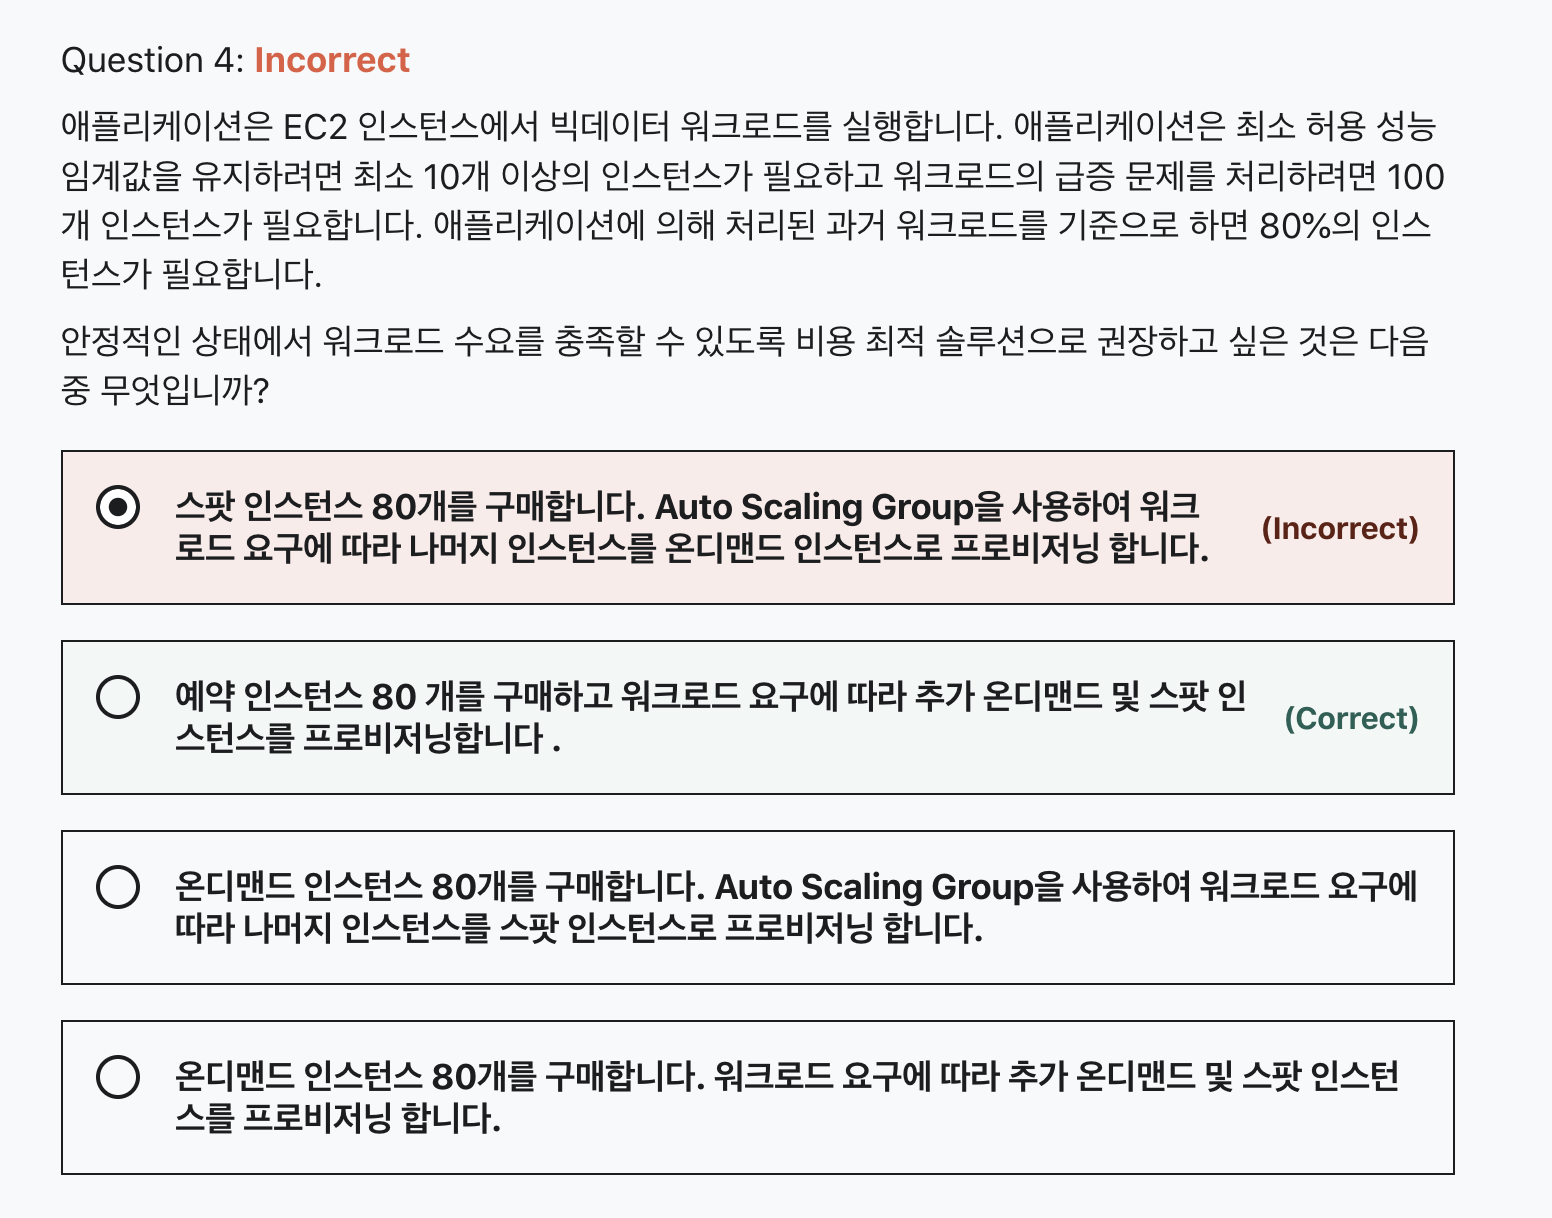 Question 4: Incorrect
애플리케이션은 EC2 인스턴스에서 빅데이터 워크로드를 실행합니다. 애플리케이션은 최소 허용 성능
임계값을 유지하려면 최소 10개 이상의 인스턴스가 필요하고 워크로드의 급증 문제를 처리하려면 100
개 인스턴스가 필요합니다. 애플리케이션에 의해 처리된 과거 워크로드를 기준으로 하면 80%의 인스
턴스가 필요합니다.
안정적인 상태에서 워크로드 수요를 충족할 수 있도록 비용 최적 솔루션으로 권장하고 싶은 것은 다음
중 무엇입니까?
스팟 인스턴스 80개를 구매합니다. Auto Scaling Group을 사용하여 워크
로드 요구에 따라 나머지 인스턴스를 온디맨드 인스턴스로 프로비저닝 합니다.
(Incorrect)
예약 인스턴스 80 개를 구매하고 워크로드 요구에 따라 추가 온디맨드 및 스팟 인
스턴스를 프로비저닝합니다 .
(Correct)
온디맨드 인스턴스 80개를 구매합니다. Auto Scaling Group을 사용하여 워크로드 요구에
따라 나머지 인스턴스를 스팟 인스턴스로 프로비저닝 합니다.
온디맨드 인스턴스 80개를 구매합니다. 워크로드 요구에 따라 추가 온디맨드 및 스팟 인스턴
스를 프로비저닝 합니다.